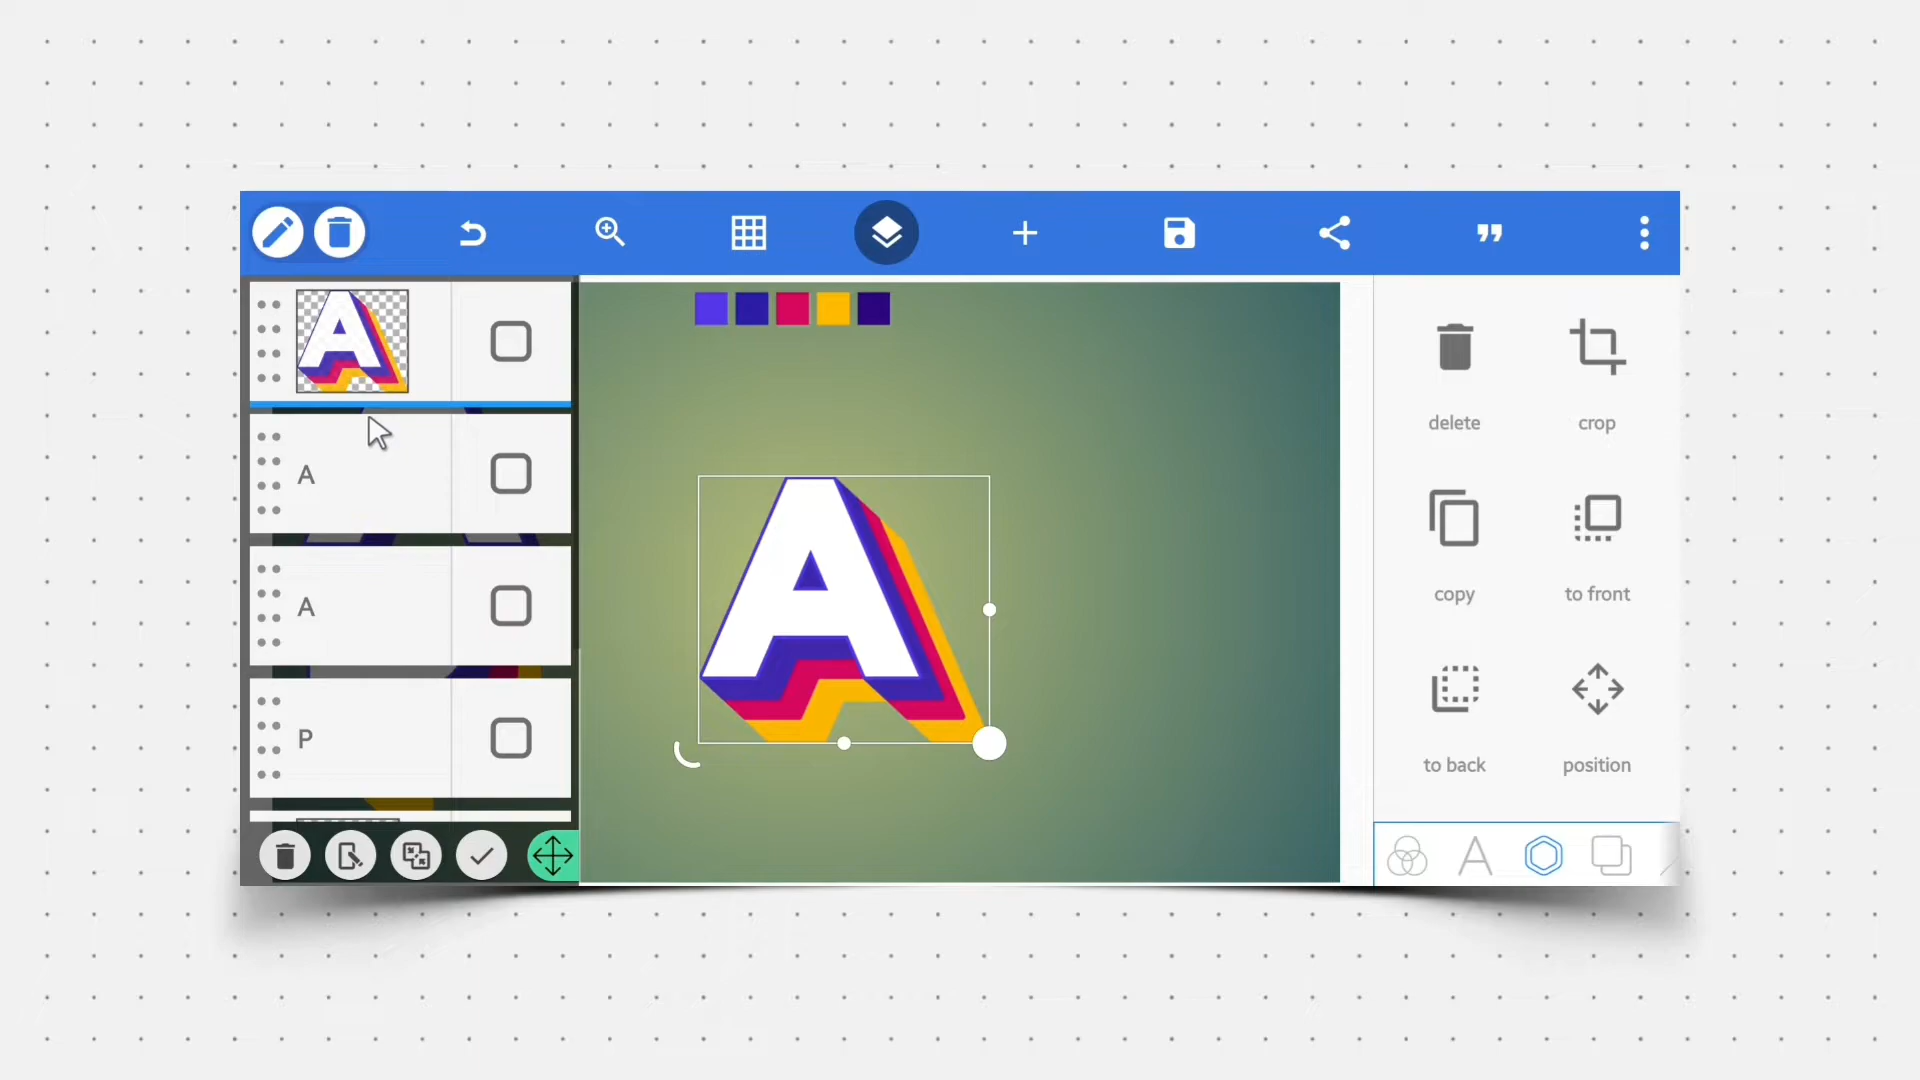 A
A
A
P
A
delete
crop
copy
to front
to back
position